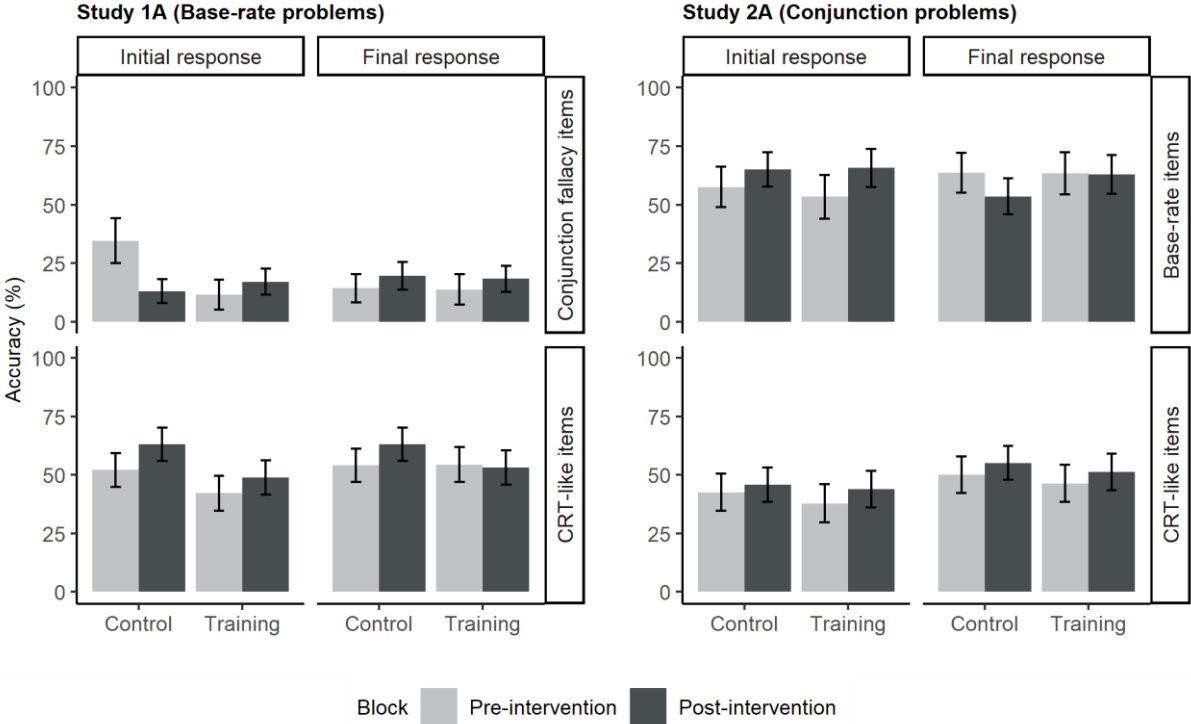 Study 1A (Base-rate problems)
Initial response
Final response
Accuracy (%)
100
75
50
25
0
Conjunction fallacy items
100
75
50
25
0
CRT-like items
Control
Training
Control
Training
Study 2A (Conjunction problems)
Initial response
Final response
100
75
50
25
0
Base-rate items
100
75
50
25
0
CRT-like items
Control
Training
Control
Training
Block Pre-intervention Post-intervention